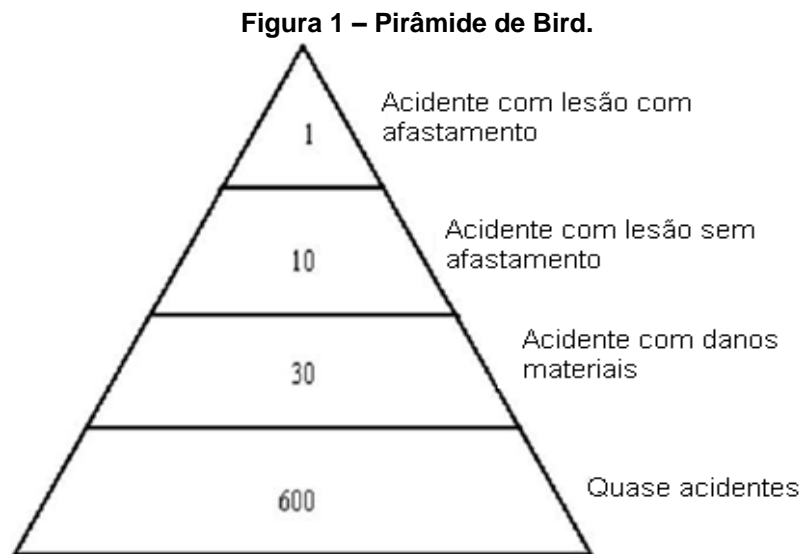 Figura 1 – Pirâmide de Bird.
1
Acidente com lesão com
afastamento
10
Acidente com lesão sem
afastamento
30
Acidente com danos
materiais
600
Quase acidentes